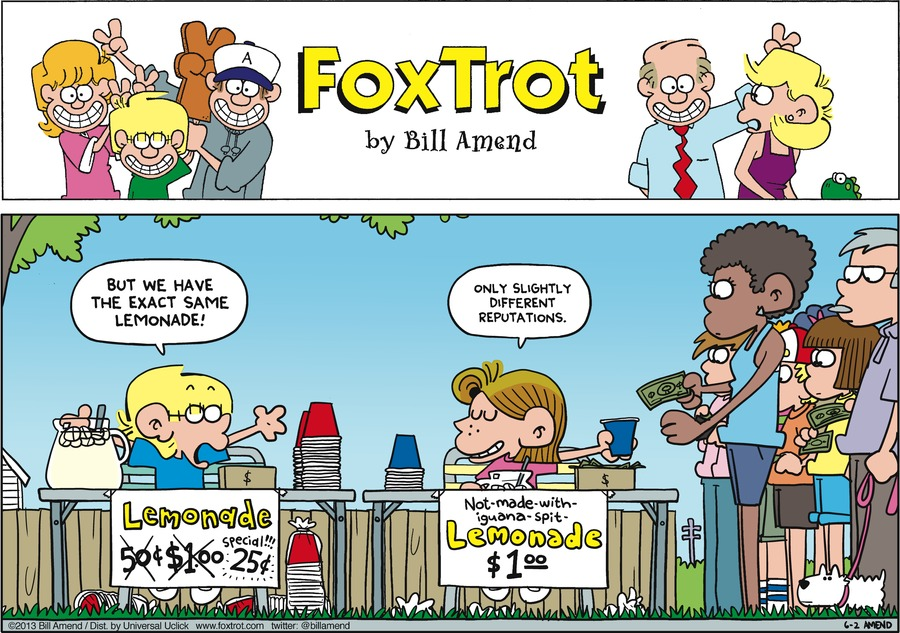 A
FoxTrot
by Bill Amend
BUT WE HAVE
THE EXACT SAME
LEMONADE!
ONLY SLIGHTLY
DIFFERENT
REPUTATIONS.
$
$
Lemonade
50¢ $1.00 special!!! 25¢
Not-made-with-
iguana-spit-
Lemonade
$1.00
©2013 Bill Amend / Dist. by Universal Uclick www.foxtrot.com twitter: @billamend
6-2 AMEND